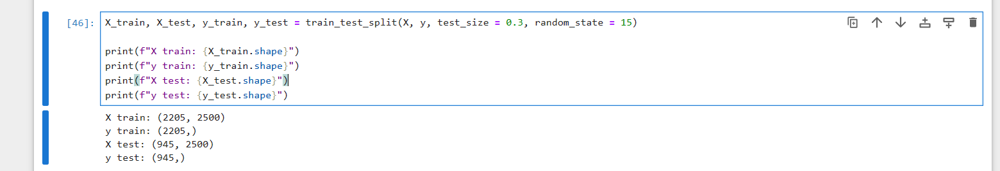 [46]: X_train, X_test, y_train, y_test = train_test_split(X, y, test_size = 0.3, random_state = 15)
print(f"X train: {X_train.shape}")
print(f"y train: {y_train.shape}")
print(f"X test: {X_test.shape}")
print(f"y test: {y_test.shape}")
X train: (2205, 2500)
y train: (2205,)
X test: (945, 2500)
y test: (945,)